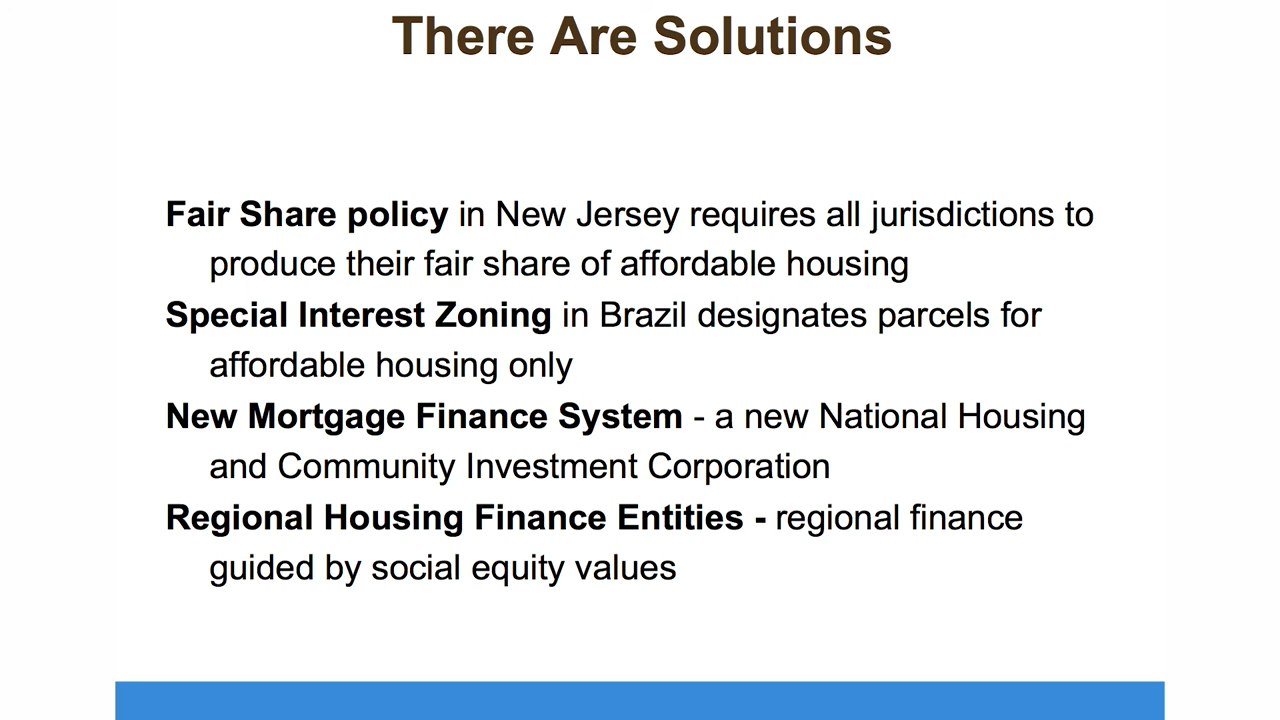 There Are Solutions
Fair Share policy in New Jersey requires all jurisdictions to
produce their fair share of affordable housing
Special Interest Zoning in Brazil designates parcels for
affordable housing only
New Mortgage Finance System - a new National Housing
and Community Investment Corporation
Regional Housing Finance Entities - regional finance
guided by social equity values